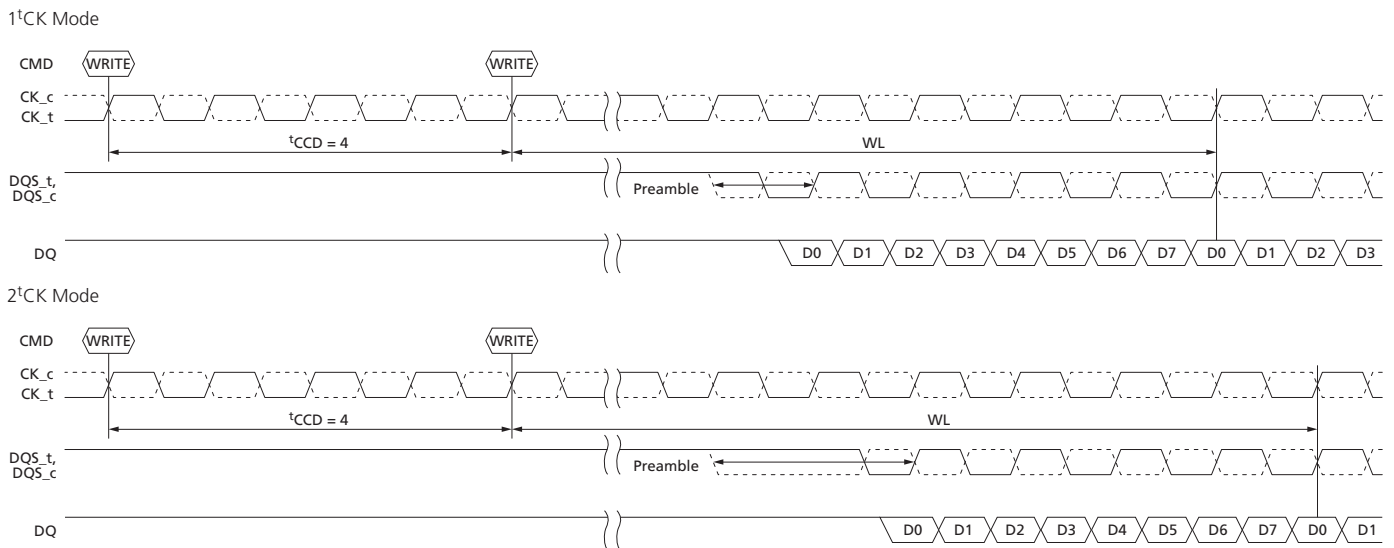 1tCK Mode
CMD WRITE WRITE
CK_c
CK_t
tCCD = 4 WL
DQS_t,
DQS_c
Preamble
DQ D0 D1 D2 D3 D4 D5 D6 D7 D0 D1 D2 D3
2tCK Mode
CMD WRITE WRITE
CK_c
CK_t
tCCD = 4 WL
DQS_t,
DQS_c
Preamble
DQ D0 D1 D2 D3 D4 D5 D6 D7 D0 D1